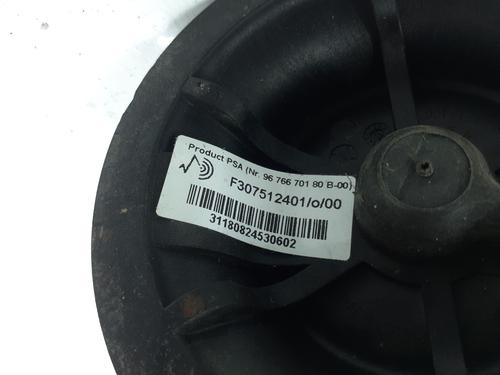 Product PSA (Nr. 96 766 701 80 B-00)
F307512401/o/00
31180824530602